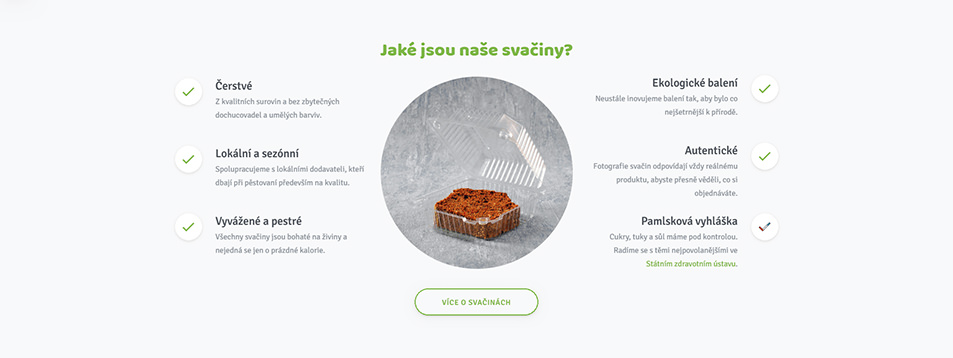 Jaké jsou naše svačiny?
Čerstvé
Z kvalitních surovin a bez zbytečných
dochucovadel a umělých barviv.
Lokální a sezónní
Spolupracujeme s lokálními dodavateli, kteří
dbají při pěstovaní především na kvalitu.
Vyvážené a pestré
Všechny svačiny jsou bohaté na živiny a
nejedná se jen o prázdné kalorie.
Ekologické balení
Neustále inovujeme balení tak, aby bylo co
nejšetrnější k přírodě.
Autentické
Fotografie svačin odpovídají vždy reálnému
produktu, abyste přesně věděli, co si
objednáváte.
Pamlsková vyhláška
Cukry, tuky a sůl máme pod kontrolou.
Radíme se s těmi nejpovolanějšími ve
Státním zdravotním ústavu.
VÍCE O SVAČINÁCH